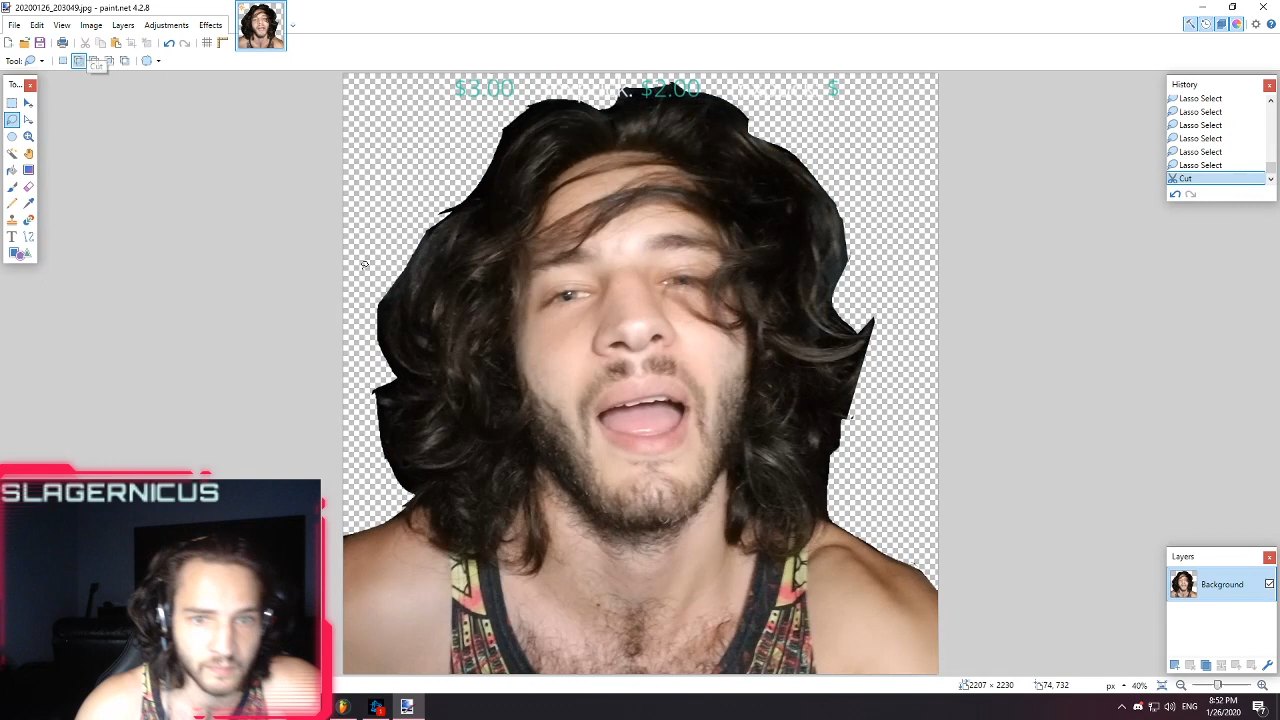 20200126_203049.jpg - paint.net 4.2.8
File Edit View Image Layers Adjustments Effects
Tool:
Cut
To...
$3.00 $2.00 $
History
Lasso Select
Lasso Select
Lasso Select
Lasso Select
Lasso Select
Lasso Select
Cut
SLAGERNICUS
Layers
Background
2207 × 2230 74, 732 px 40%
ENG 8:52 PM
1/26/2020